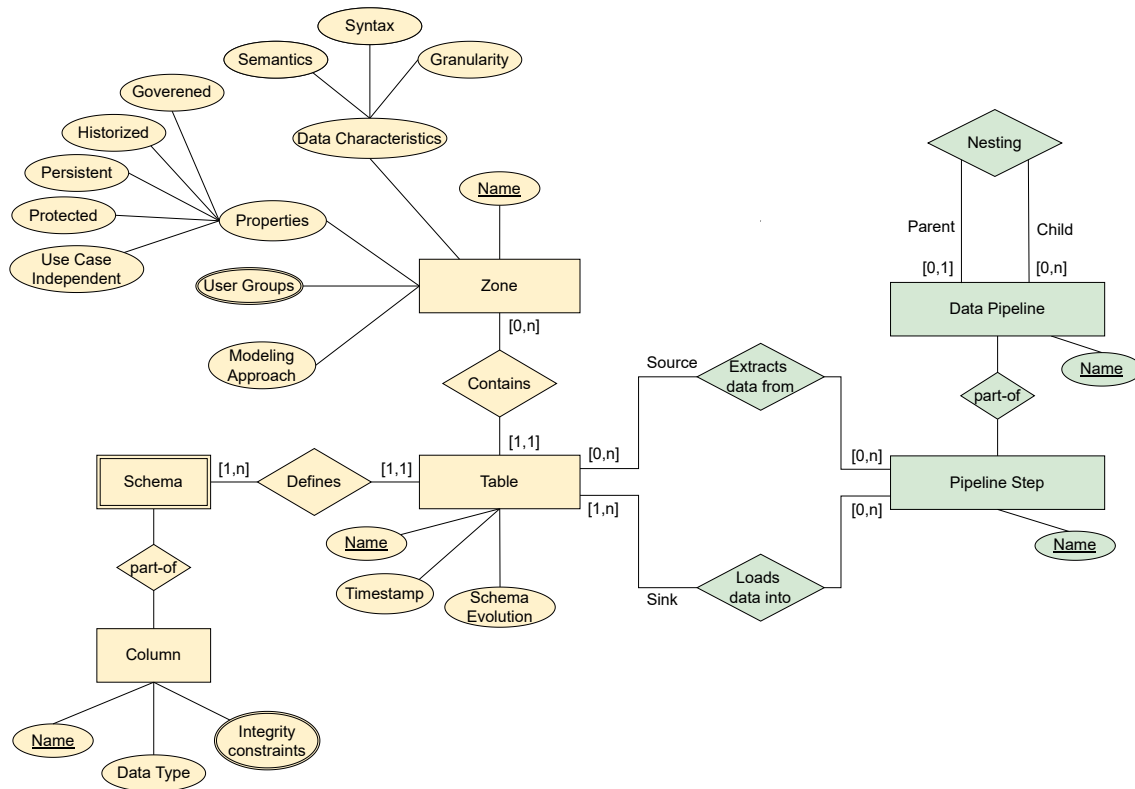 Syntax
Semantics
Granularity
Goverened
Data Characteristics
Historized
Nesting
Persistent
Name
Protected
Properties
Parent
Child
Use Case
Independent
[0,1]
[0,n]
User Groups
Zone
Data Pipeline
[0,n]
Modeling
Approach
Source
Extracts
data from
Name
Contains
part-of
[1,1]
[0,n]
[0,n]
Schema
[1,n]
Defines
[1,1]
Table
Pipeline Step
[1,n]
[0,n]
Name
Name
part-of
Timestamp
Schema
Evolution
Sink
Loads
data into
Column
Name
Integrity
constraints
Data Type